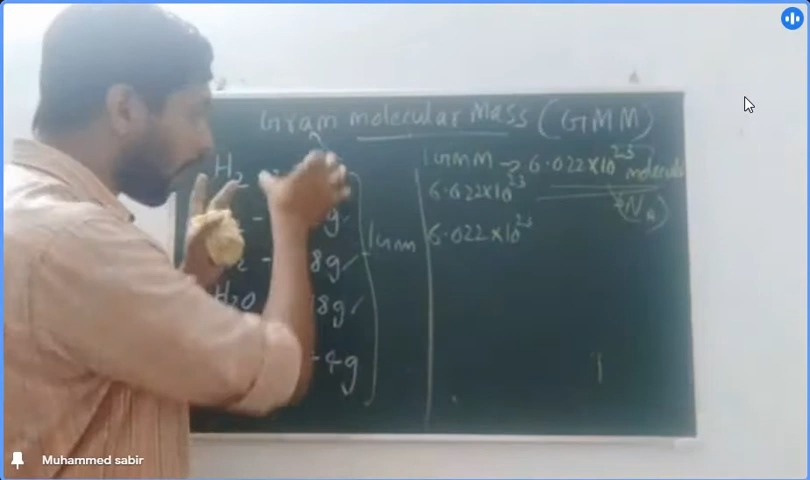 Gram molecular Mass (GMM)
H2
g
8g
H2O 18g
4g
1GMM
1GMM → 6.022×10^23 molecul
6.022×10^23 (NA)
6.022×10^23
Muhammed sabir